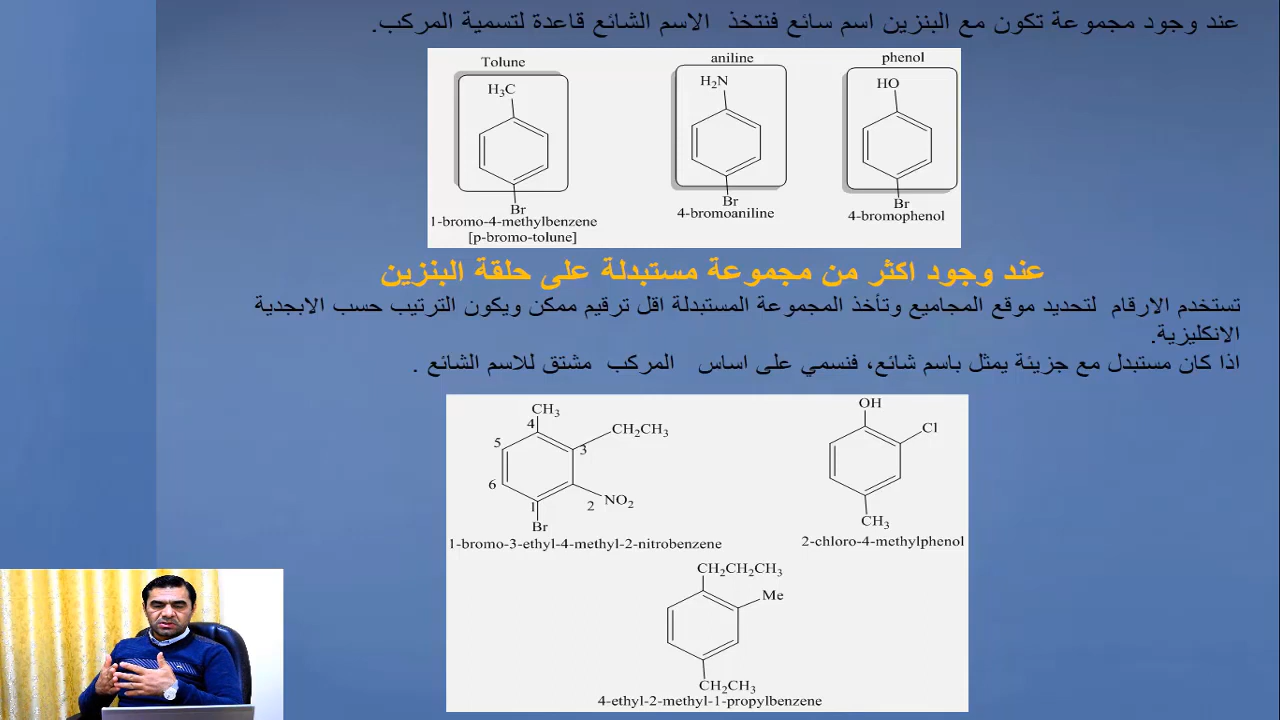 عند وجود مجموعة تكون مع البنزين اسم سائع فنتخذ الاسم الشائع قاعدة لتسمية المركب.
Tolune aniline phenol
H₃C H₂N HO
Br Br Br
1-bromo-4-methylbenzene 4-bromoaniline 4-bromophenol
[p-bromo-tolune]
عند وجود اكثر من مجموعة مستبدلة على حلقة البنزين
تستخدم الارقام لتحديد موقع المجاميع وتأخذ المجموعة المستبدلة اقل ترقيم ممكن ويكون الترتيب حسب الابجدية
الانكليزية.
اذا كان مستبدل مع جزيئة يمثل باسم شائع، فنسمي على اساس المركب مشتق للاسم الشائع .
CH₃ OH
4 CH₂CH₃ Cl
5 3
6 NO₂
1 2
Br CH₃
1-bromo-3-ethyl-4-methyl-2-nitrobenzene 2-chloro-4-methylphenol
CH₂CH₂CH₃
Me
CH₂CH₃
4-ethyl-2-methyl-1-propylbenzene